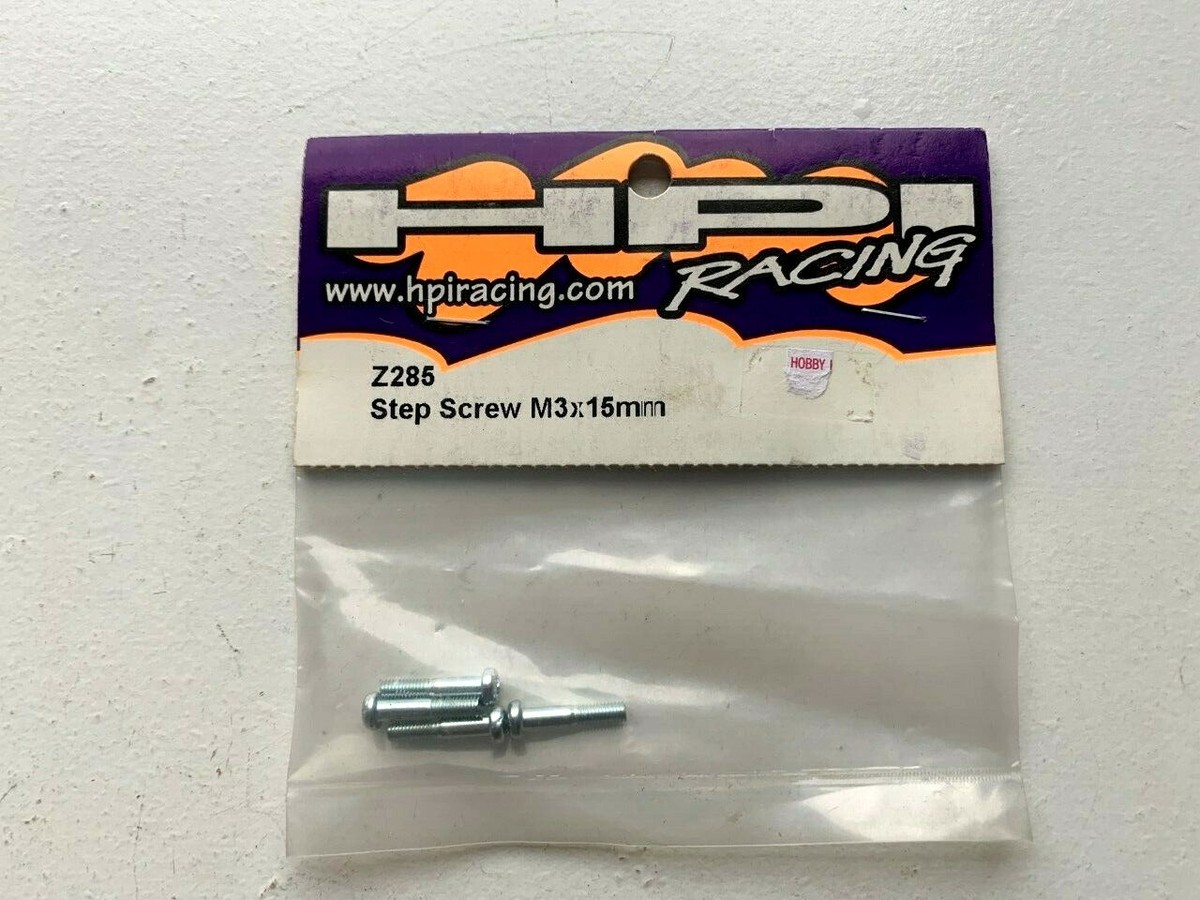 HPI
RACING
www.hpiracing.com
HOBBY
Z285
Step Screw M3x15mm